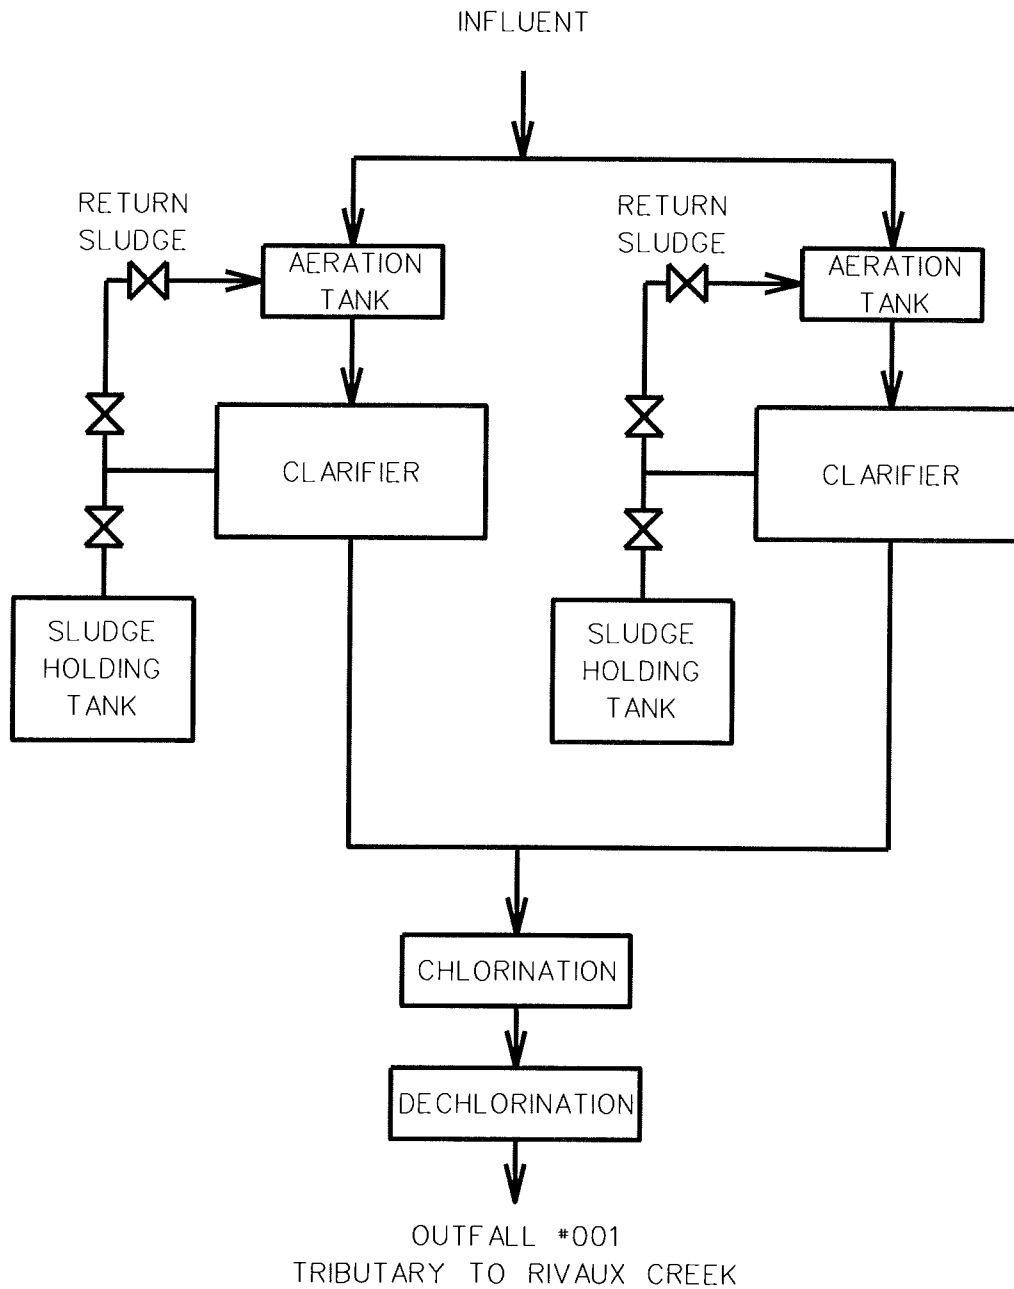 INFLUENT
RETURN
SLUDGE
AERATION
TANK
RETURN
SLUDGE
AERATION
TANK
CLARIFIER
CLARIFIER
SLUDGE
HOLDING
TANK
SLUDGE
HOLDING
TANK
CHLORINATION
DECHLORINATION
OUTFALL #001
TRIBUTARY TO RIVAUX CREEK